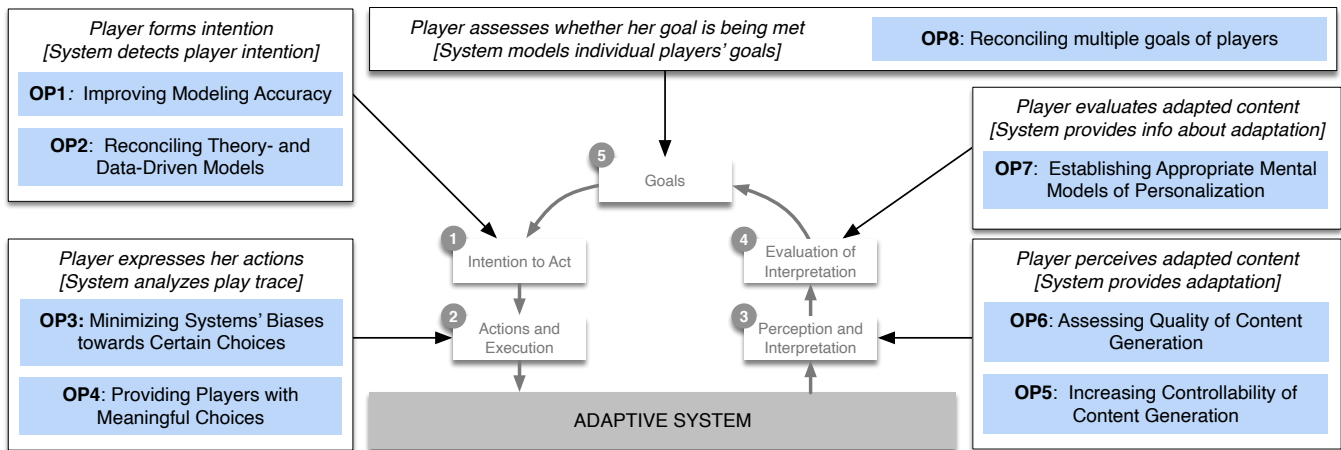 Player forms intention
[System detects player intention]
OP1: Improving Modeling Accuracy
OP2: Reconciling Theory- and
Data-Driven Models
Player assesses whether her goal is being met
[System models individual players' goals]
OP8: Reconciling multiple goals of players
Player evaluates adapted content
[System provides info about adaptation]
OP7: Establishing Appropriate Mental
Models of Personalization
5
Goals
1
Intention to Act
4
Evaluation of
Interpretation
2
Actions and
Execution
3
Perception and
Interpretation
ADAPTIVE SYSTEM
Player expresses her actions
[System analyzes play trace]
OP3: Minimizing Systems' Biases
towards Certain Choices
OP4: Providing Players with
Meaningful Choices
Player perceives adapted content
[System provides adaptation]
OP6: Assessing Quality of Content
Generation
OP5: Increasing Controllability of
Content Generation